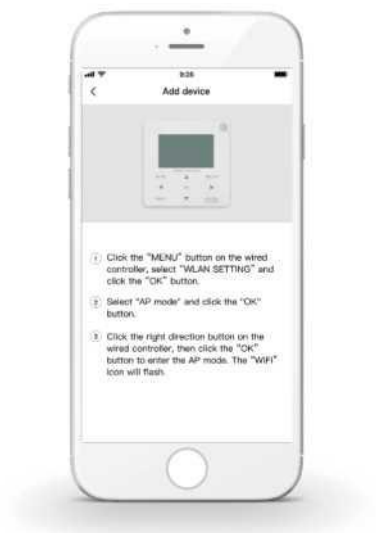 9:26
Add device
1 Click the "MENU" button on the wired
controller, select "WLAN SETTING" and
click the "OK" button.
2 Select "AP mode" and click the "OK"
button.
3 Click the right direction button on the
wired controller, then click the "OK"
button to enter the AP mode. The "WIFI"
icon will flash.